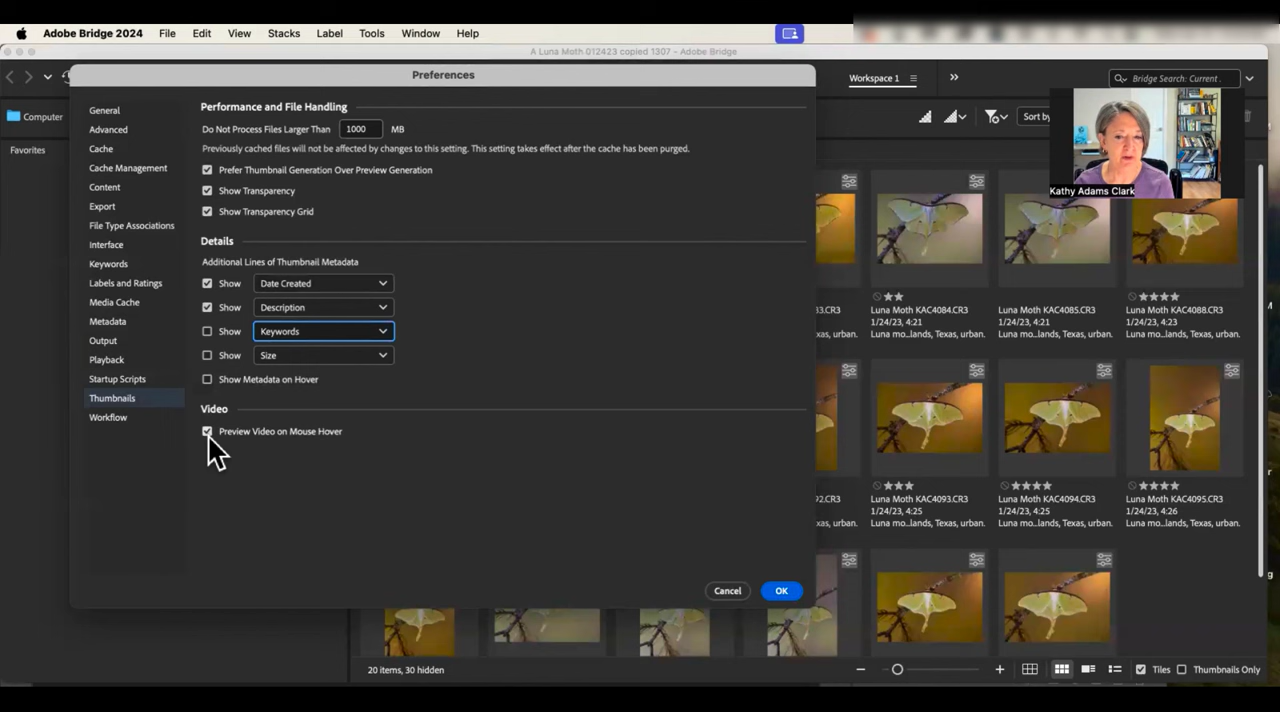 Adobe Bridge 2024 File Edit View Stacks Label Tools Window Help
A Luna Moth 012423 copied 1307 - Adobe Bridge
Preferences
Workspace 1
Bridge Search: Current
Computer
Sort by
Favorites
General
Advanced
Cache
Cache Management
Content
Export
File Type Associations
Interface
Keywords
Labels and Ratings
Media Cache
Metadata
Output
Playback
Startup Scripts
Thumbnails
Workflow
Performance and File Handling
Do Not Process Files Larger Than 1000 MB
Previously cached files will not be affected by changes to this setting. This setting takes effect after the cache has been purged.
Prefer Thumbnail Generation Over Preview Generation
Show Transparency
Show Transparency Grid
Details
Additional Lines of Thumbnail Metadata
Show Date Created
Show Description
Show Keywords
Show Size
Show Metadata on Hover
Video
Preview Video on Mouse Hover
Cancel OK
Kathy Adams Clark
83.CR3 Luna Moth KAC4084.CR3 Luna Moth KAC4085.CR3 Luna Moth KAC4088.CR3
1/24/23, 4:21 1/24/23, 4:21 1/24/23, 4:23
as, urban. Luna mo...lands, Texas, urban. Luna mo...lands, Texas, urban. Luna mo...lands, Texas, urban.
92.CR3 Luna Moth KAC4093.CR3 Luna Moth KAC4094.CR3 Luna Moth KAC4095.CR3
1/24/23, 4:25 1/24/23, 4:25 1/24/23, 4:26
as, urban. Luna mo...lands, Texas, urban. Luna mo...lands, Texas, urban. Luna mo...lands, Texas, urban.
20 items, 30 hidden
Tiles Thumbnails Only